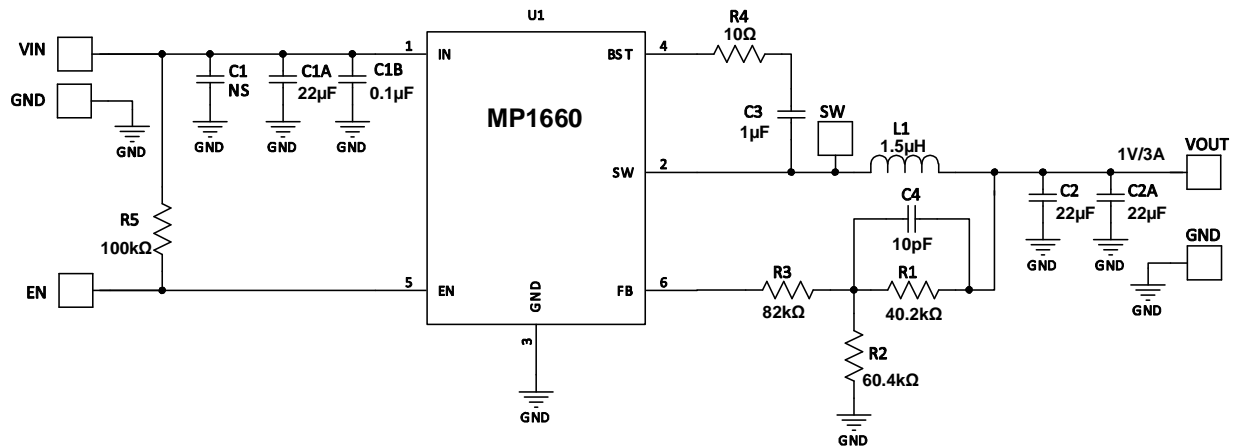 U1
R4
10Ω
VIN
1
IN
BST
4
C1
NS
C1A
22µF
C1B
0.1µF
GND
GND
GND
GND
GND
MP1660
C3
1µF
SW
L1
1.5µH
1V/3A
VOUT
SW
2
C4
10pF
C2
22µF
C2A
22µF
R5
100kΩ
GND
GND
GND
EN
5
EN
GND
3
FB
6
R3
82kΩ
R1
40.2kΩ
GND
R2
60.4kΩ
GND
GND